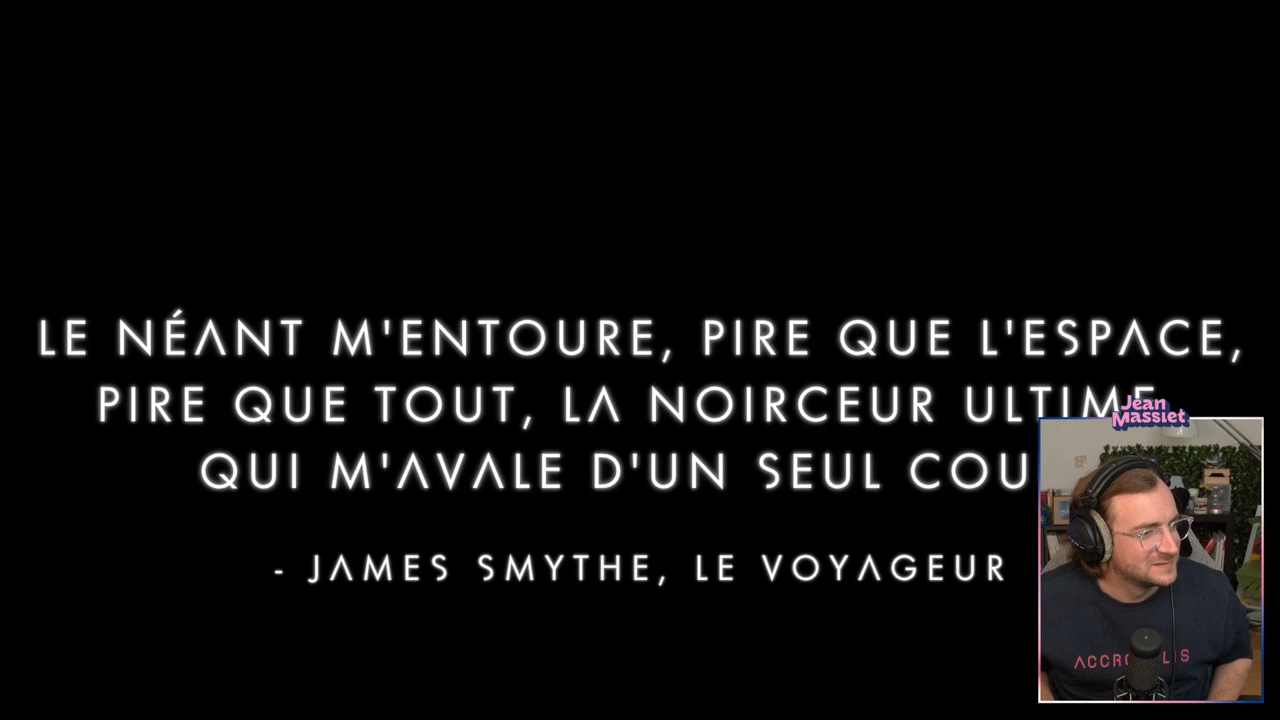 LE NÉANT M'ENTOURE, PIRE QUE L'ESPACE,
PIRE QUE TOUT, LA NOIRCEUR ULTIME
QUI M'AVALE D'UN SEUL COU
- JAMES SMYTHE, LE VOYAGEUR
Jean
Massiet